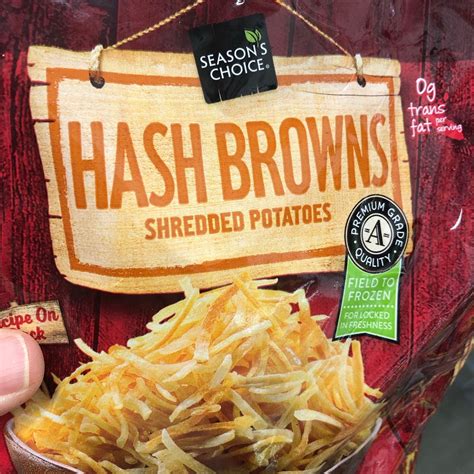 SEASON'S
CHOICE®
HASH BROWNS
SHREDDED POTATOES
0g
trans
fat per
serving
PREMIUM GRADE
A
QUALITY
FIELD TO
FROZEN
FOR LOCKED
IN FRESHNESS
On